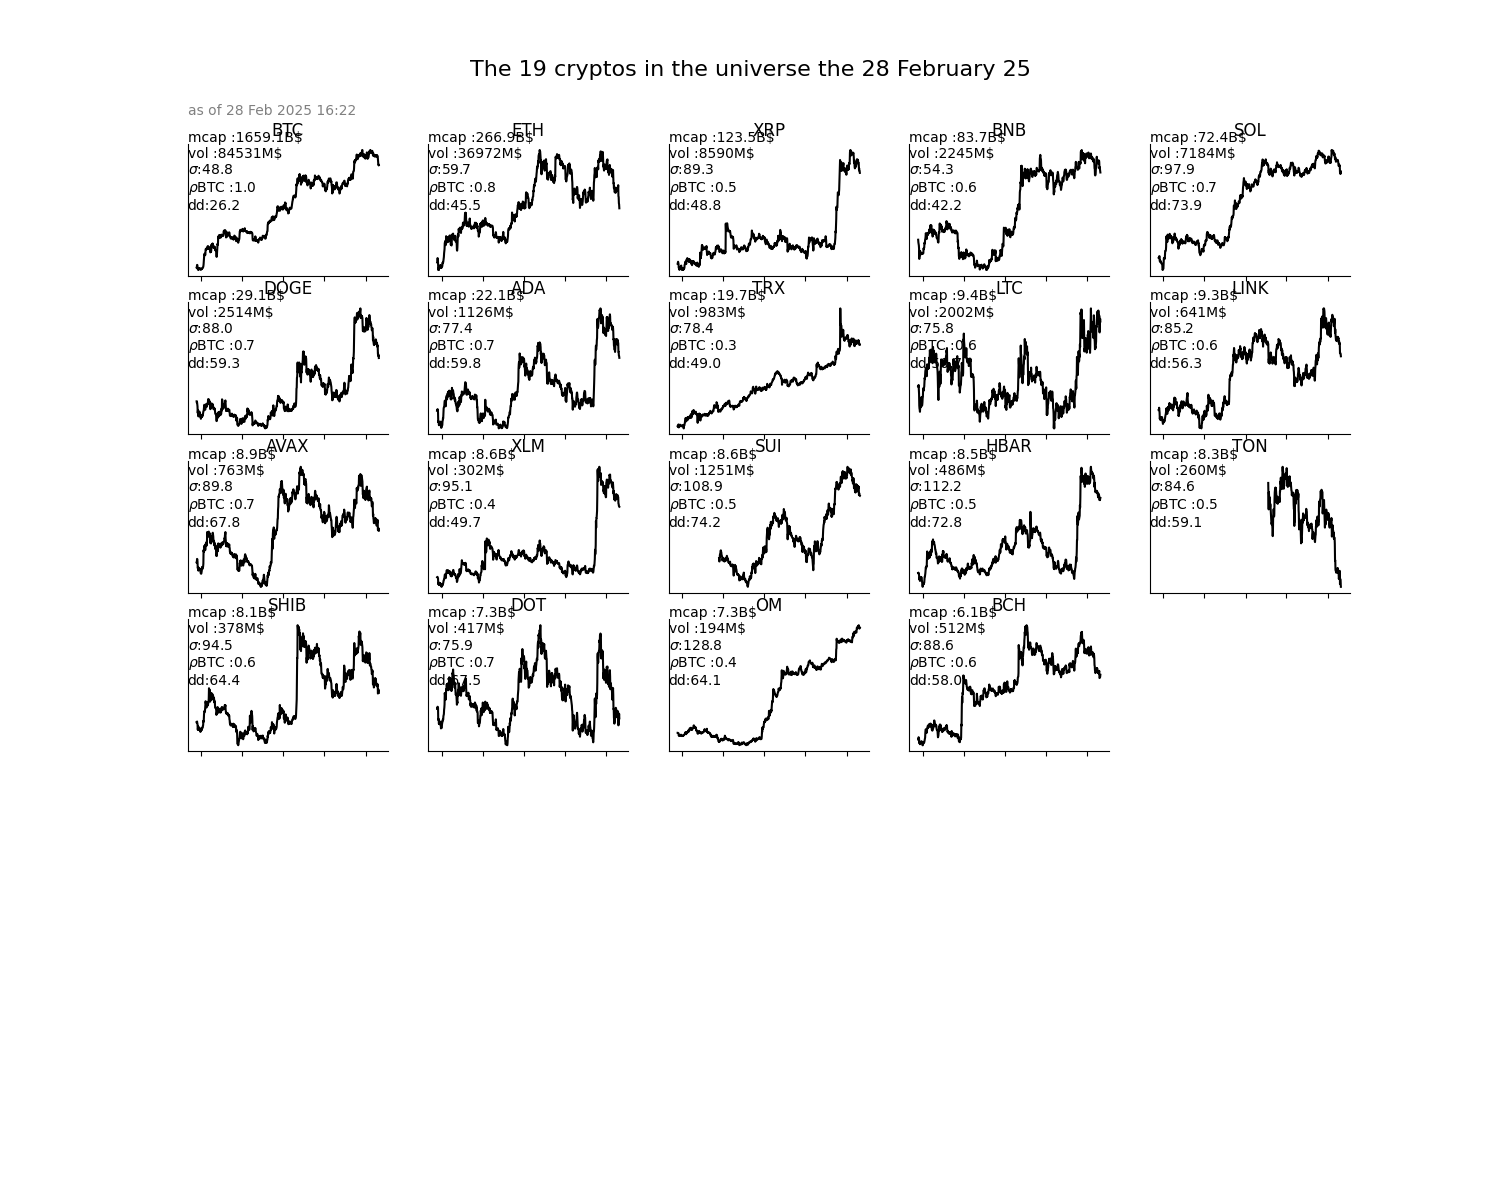 The 19 cryptos in the universe the 28 February 25
as of 28 Feb 2025 16:22
BTC
mcap :1659.1B$
vol :84531M$
σ:48.8
ρBTC :1.0
dd:26.2
ETH
mcap :266.9B$
vol :36972M$
σ:59.7
ρBTC :0.8
dd:45.5
XRP
mcap :123.5B$
vol :8590M$
σ:89.3
ρBTC :0.5
dd:48.8
BNB
mcap :83.7B$
vol :2245M$
σ:54.3
ρBTC :0.6
dd:42.2
SOL
mcap :72.4B$
vol :7184M$
σ:97.9
ρBTC :0.7
dd:73.9
DOGE
mcap :29.1B$
vol :2514M$
σ:88.0
ρBTC :0.7
dd:59.3
ADA
mcap :22.1B$
vol :1126M$
σ:77.4
ρBTC :0.7
dd:59.8
TRX
mcap :19.7B$
vol :983M$
σ:78.4
ρBTC :0.3
dd:49.0
LTC
mcap :9.4B$
vol :2002M$
σ:75.8
ρBTC :0.6
LINK
mcap :9.3B$
vol :641M$
σ:85.2
ρBTC :0.6
dd:56.3
AVAX
mcap :8.9B$
vol :763M$
σ:89.8
ρBTC :0.7
dd:67.8
XLM
mcap :8.6B$
vol :302M$
σ:95.1
ρBTC :0.4
dd:49.7
SUI
mcap :8.6B$
vol :1251M$
σ:108.9
ρBTC :0.5
dd:74.2
HBAR
mcap :8.5B$
vol :486M$
σ:112.2
ρBTC :0.5
dd:72.8
TON
mcap :8.3B$
vol :260M$
σ:84.6
ρBTC :0.5
dd:59.1
SHIB
mcap :8.1B$
vol :378M$
σ:94.5
ρBTC :0.6
dd:64.4
DOT
mcap :7.3B$
vol :417M$
σ:75.9
ρBTC :0.7
dd:67.5
OM
mcap :7.3B$
vol :194M$
σ:128.8
ρBTC :0.4
dd:64.1
BCH
mcap :6.1B$
vol :512M$
σ:88.6
ρBTC :0.6
dd:58.0